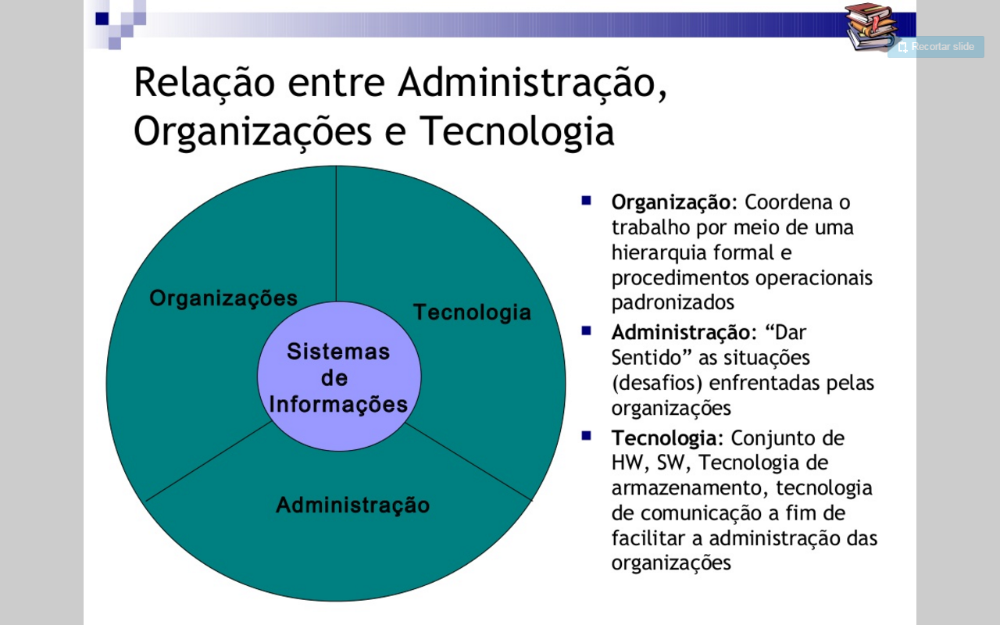 Recortar slide
Relação entre Administração,
Organizações e Tecnologia
Organizações
Tecnologia
Sistemas
de
Informações
Administração
Organização: Coordena o
trabalho por meio de uma
hierarquia formal e
procedimentos operacionais
padronizados
Administração: “Dar
Sentido” as situações
(desafios) enfrentadas pelas
organizações
Tecnologia: Conjunto de
HW, SW, Tecnologia de
armazenamento, tecnologia
de comunicação a fim de
facilitar a administração das
organizações